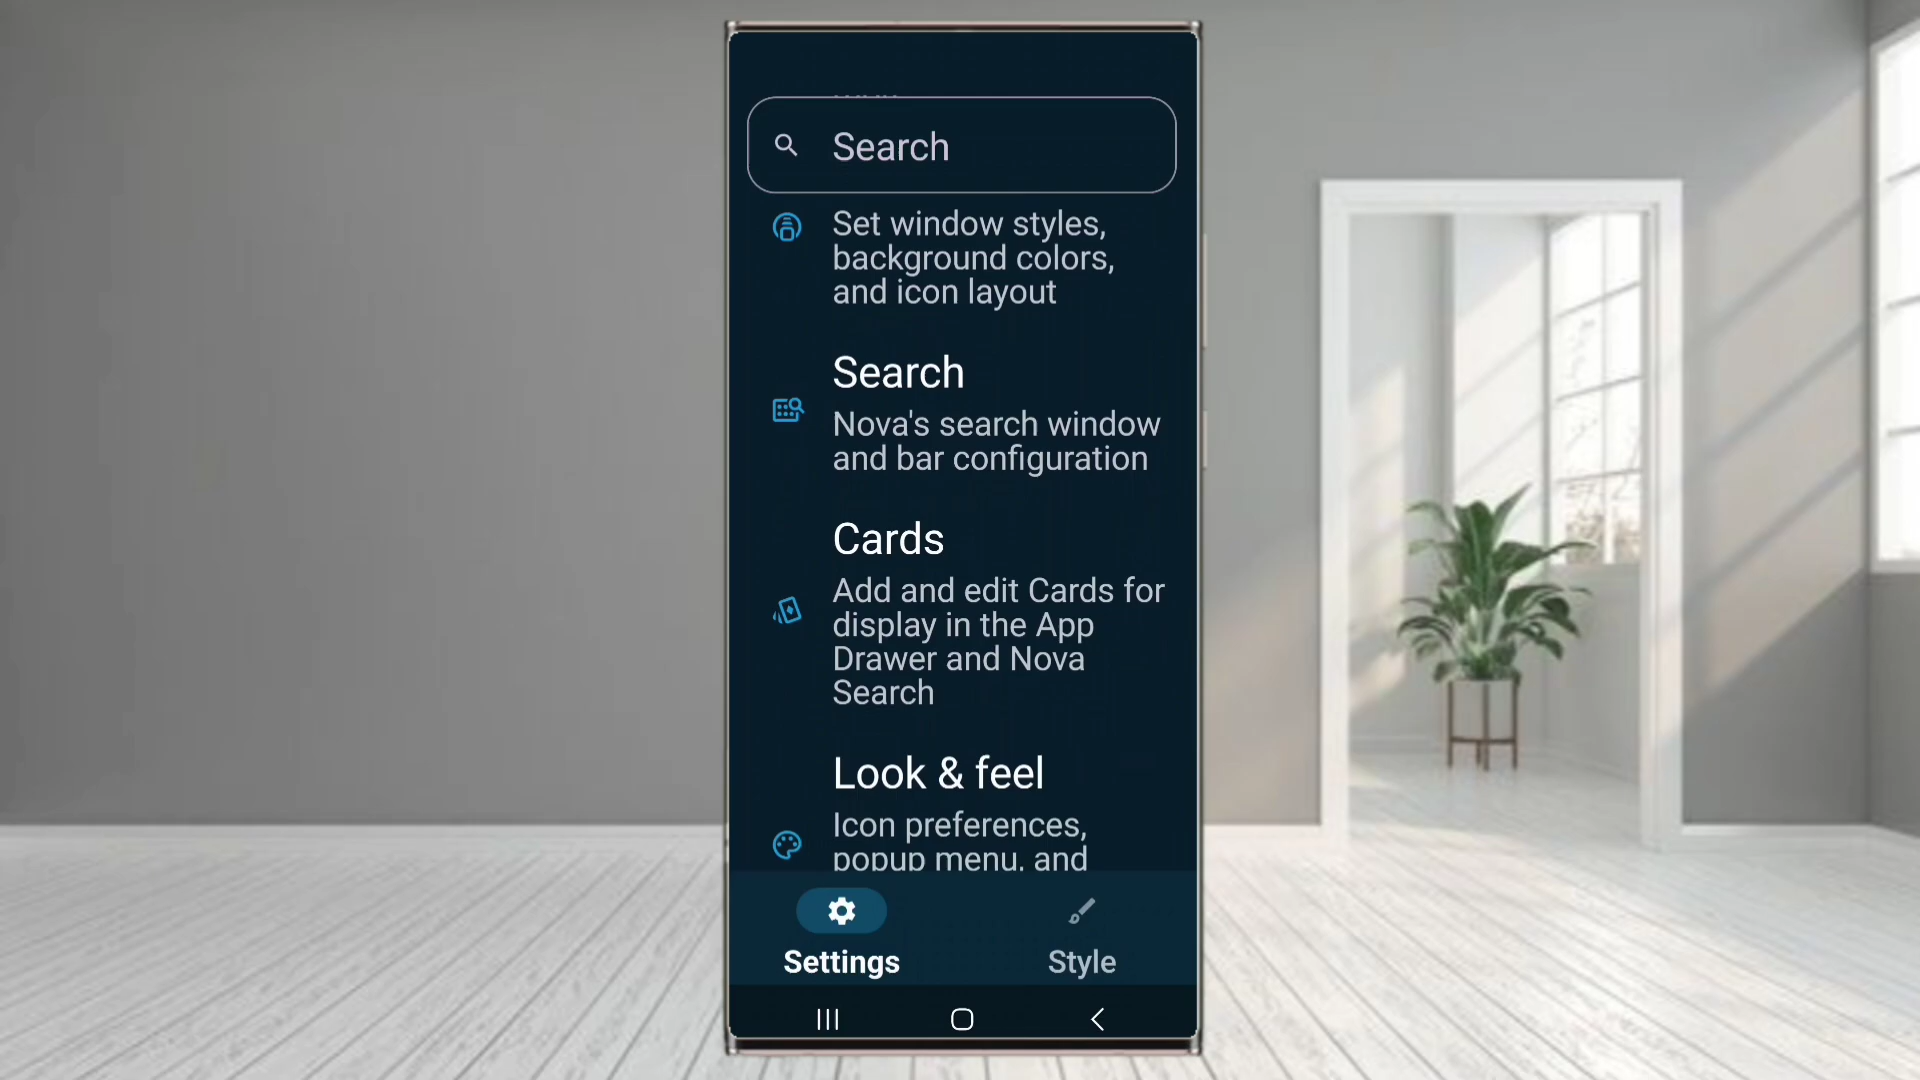 Search
Set window styles,
background colors,
and icon layout
Search
Nova's search window
and bar configuration
Cards
Add and edit Cards for
display in the App
Drawer and Nova
Search
Look & feel
Icon preferences,
popup menu, and
Settings
Style